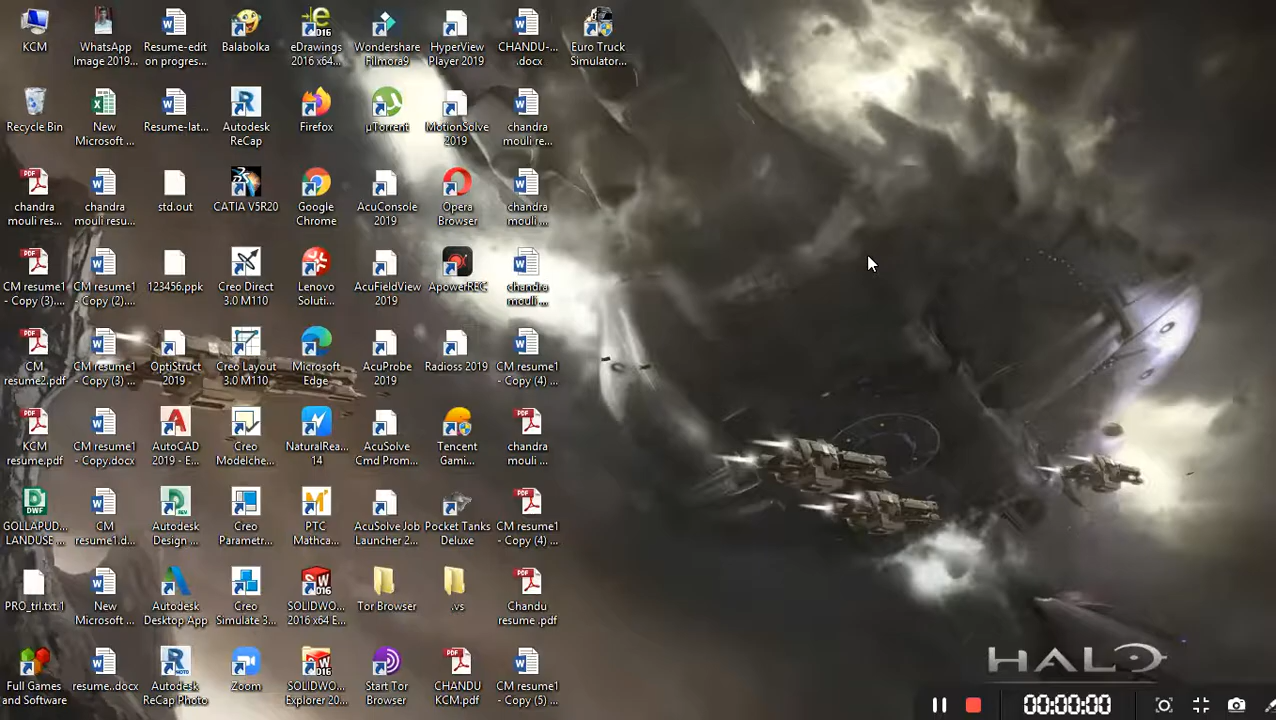 KCM
WhatsApp
Image 2019...
Resume-edit
on progres...
Balabolka
eDrawings
2016 x64...
Wondershare
Filmora9
HyperView
Player 2019
CHANDU-...
.docx
Euro Truck
Simulator...
Recycle Bin
New
Microsoft ...
Resume-lat...
Autodesk
ReCap
Firefox
µTorrent
MotionSolve
2019
chandra
mouli re...
chandra
mouli res...
chandra
mouli resu...
std.out
CATIA V5R20
Google
Chrome
AcuConsole
2019
Opera
Browser
chandra
mouli ...
CM resume1
- Copy (3)....
CM resume1
- Copy (2)....
123456.ppk
Creo Direct
3.0 M110
Lenovo
Soluti...
AcuFieldView
2019
ApowerREC
chandra
mouli ...
CM
resume2.pdf
CM resume1
- Copy (3) ...
OptiStruct
2019
Creo Layout
3.0 M110
Microsoft
Edge
AcuProbe
2019
Radioss 2019
CM resume1
- Copy (4) ...
KCM
resume.pdf
CM resume1
- Copy.docx
AutoCAD
2019 - E...
Creo
Modelche...
NaturalRea...
14
AcuSolve
Cmd Prom...
Tencent
Gami...
chandra
mouli ...
GOLLAPUD...
LANDUSE ...
CM
resume1.d...
Autodesk
Design ...
Creo
Parametr...
PTC
Mathca...
AcuSolve Job
Launcher 2...
Pocket Tanks
Deluxe
CM resume1
- Copy (4) ...
PRO_trl.txt.1
New
Microsoft ...
Autodesk
Desktop App
Creo
Simulate 3...
SOLIDWO...
2016 x64 E...
Tor Browser
.vs
Chandu
resume .pdf
Full Games
and Software
resume..docx
Autodesk
ReCap Photo
Zoom
SOLIDWO...
Explorer 20...
Start Tor
Browser
CHANDU
KCM.pdf
CM resume1
- Copy (5) ...
HALO
00:00:00